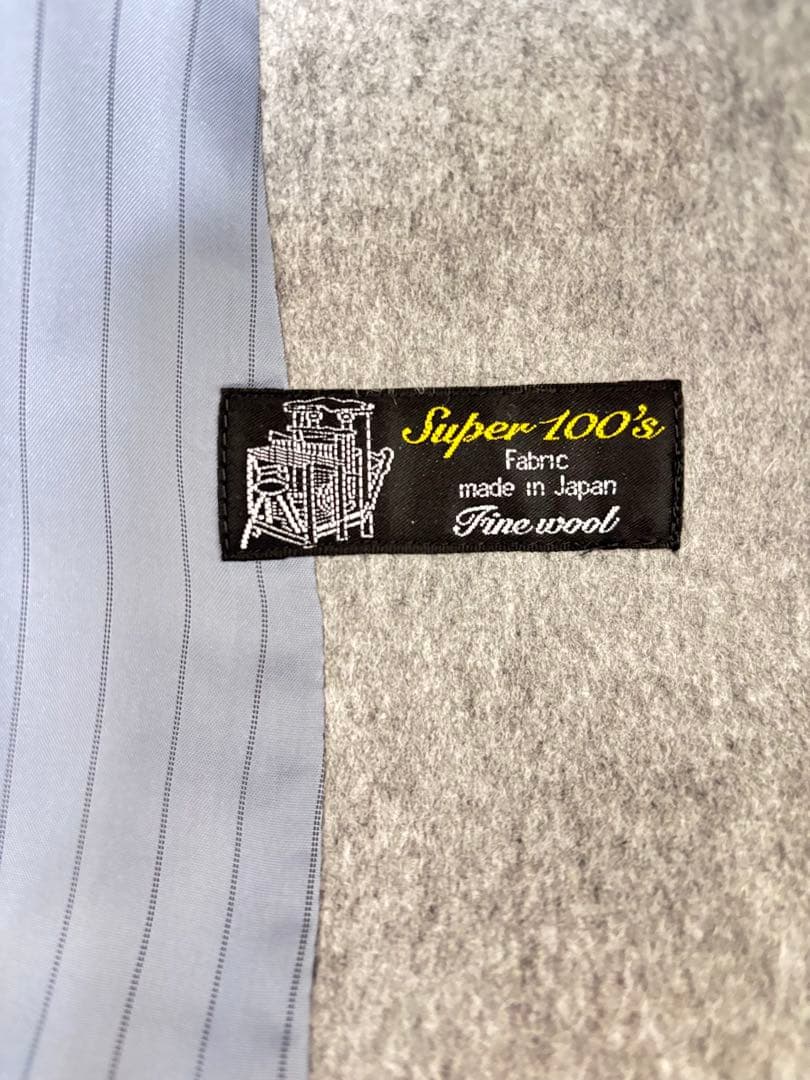 Super 100's
Fabric
made in Japan
Fine wool